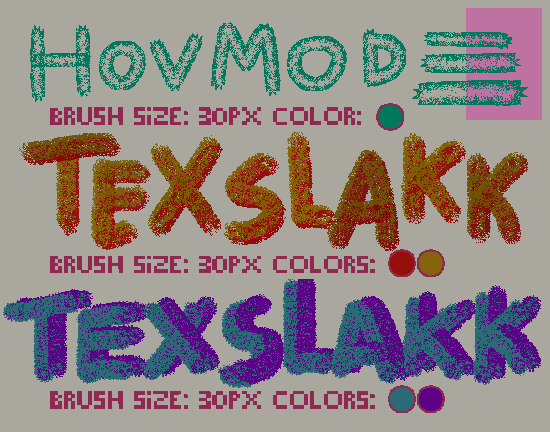 HOVMOD
BRUSH SIZE: 30PX COLOR:
TEXSLAKK
BRUSH SIZE: 30PX COLORS:
TEXSLAKK
BRUSH SIZE: 30PX COLORS: